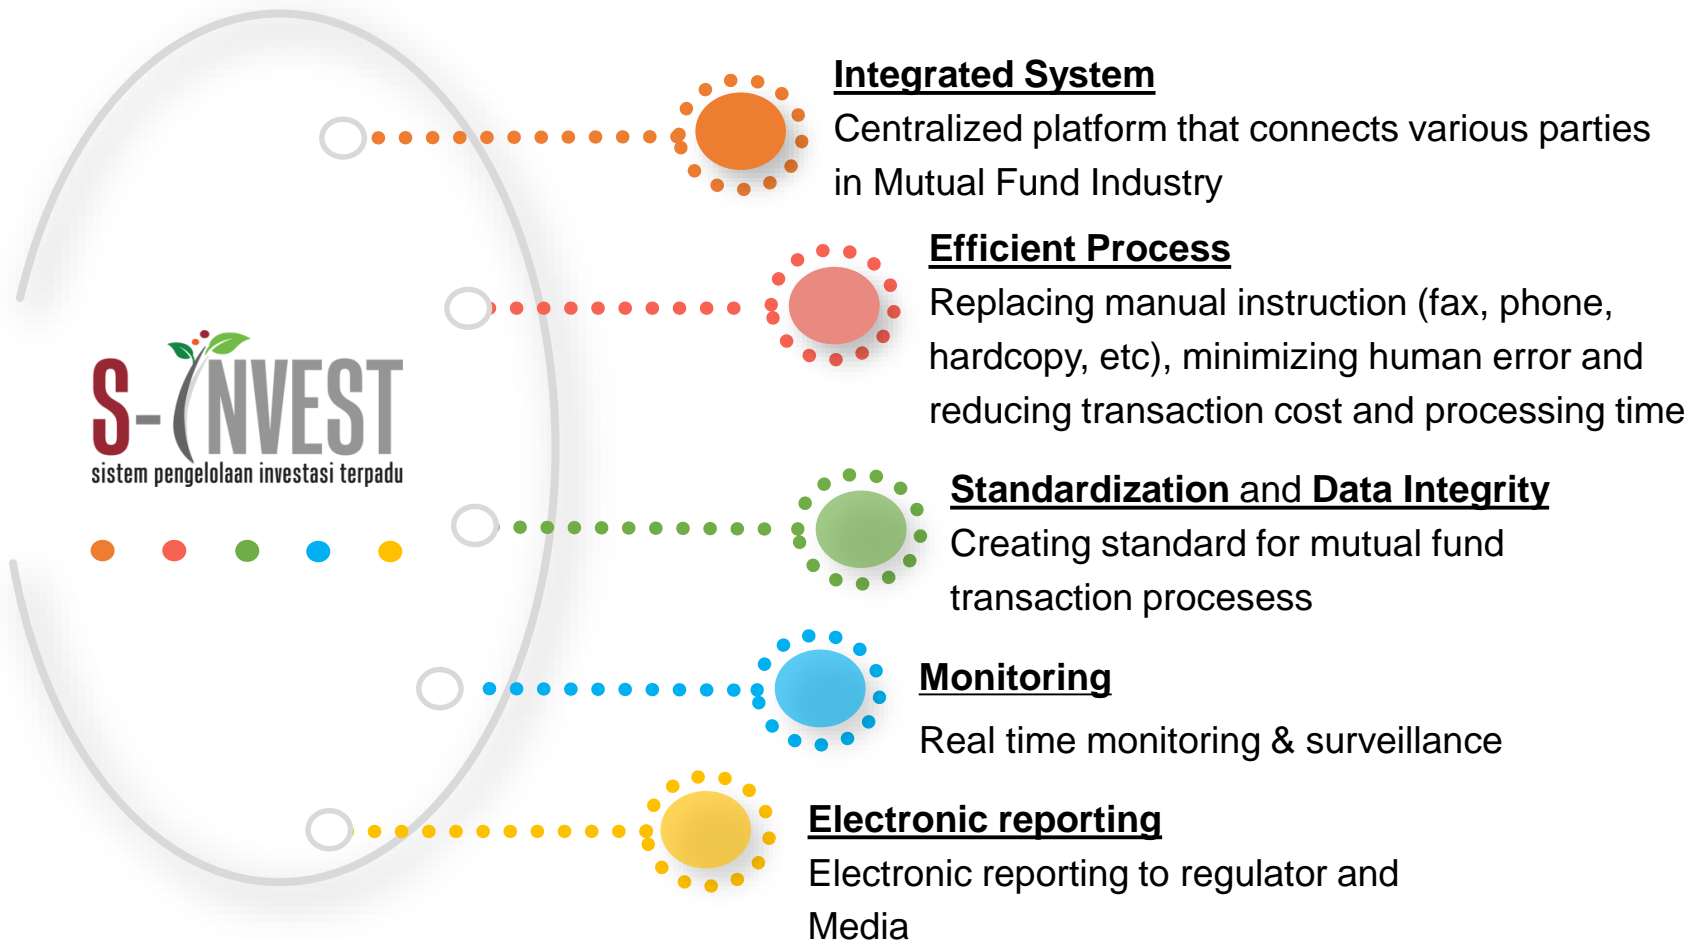 S-INVEST
sistem pengelolaan investasi terpadu
Integrated System
Centralized platform that connects various parties
in Mutual Fund Industry
Efficient Process
Replacing manual instruction (fax, phone,
hardcopy, etc), minimizing human error and
reducing transaction cost and processing time
Standardization and Data Integrity
Creating standard for mutual fund
transaction procesess
Monitoring
Real time monitoring & surveillance
Electronic reporting
Electronic reporting to regulator and
Media